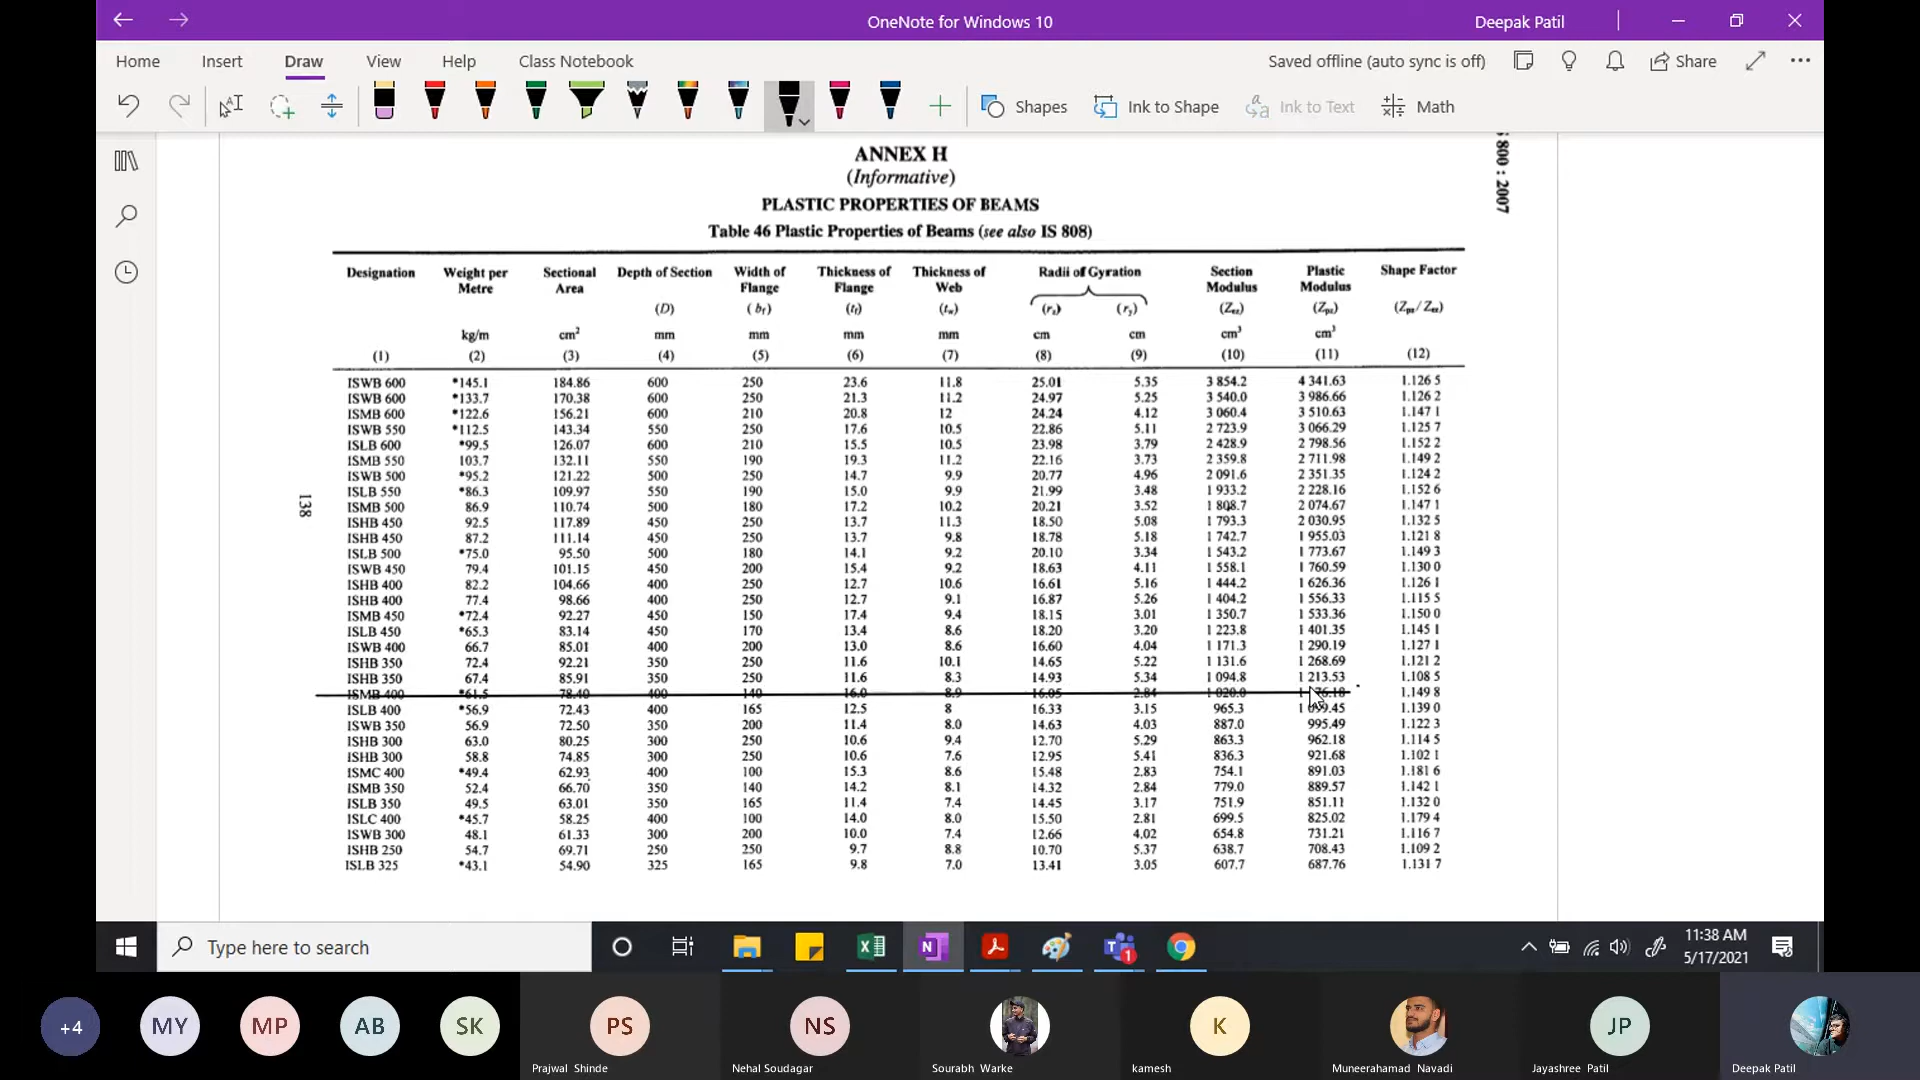 OneNote for Windows 10
Deepak Patil
Home Insert Draw View Help Class Notebook
Saved offline (auto sync is off) Share
Shapes Ink to Shape Ink to Text Math
800 : 2007
ANNEX H
(Informative)
PLASTIC PROPERTIES OF BEAMS
Table 46 Plastic Properties of Beams (see also IS 808)
Designation Weight per Sectional Depth of Section Width of Thickness of Thickness of Radii of Gyration Section Plastic Shape Factor
Metre Area Flange Flange Web Modulus Modulus
(D) (bf) (tf) (tw) (rz) (ry) (Zez) (Zpz) (Zpz/Zez)
kg/m cm² mm mm mm mm cm cm cm³ cm³
(1) (2) (3) (4) (5) (6) (7) (8) (9) (10) (11) (12)
ISWB 600 *145.1 184.86 600 250 23.6 11.8 25.01 5.35 3 854.2 4 341.63 1.126 5
ISWB 600 *133.7 170.38 600 250 21.3 11.2 24.97 5.25 3 540.0 3 986.66 1.126 2
ISMB 600 *122.6 156.21 600 210 20.8 12 24.24 4.12 3 060.4 3 510.63 1.147 1
ISWB 550 *112.5 143.34 550 250 17.6 10.5 22.86 5.11 2 723.9 3 066.29 1.125 7
ISLB 600 *99.5 126.07 600 210 15.5 10.5 23.98 3.79 2 428.9 2 798.56 1.152 2
ISMB 550 103.7 132.11 550 190 19.3 11.2 22.16 3.73 2 359.8 2 711.98 1.149 2
ISWB 500 *95.2 121.22 500 250 14.7 9.9 20.77 4.96 2 091.6 2 351.35 1.124 2
ISLB 550 *86.3 109.97 550 190 15.0 9.9 21.99 3.48 1 933.2 2 228.16 1.152 6
ISMB 500 86.9 110.74 500 180 17.2 10.2 20.21 3.52 1 808.7 2 074.67 1.147 1
ISHB 450 92.5 117.89 450 250 13.7 11.3 18.50 5.08 1 793.3 2 030.95 1.132 5
ISHB 450 87.2 111.14 450 250 13.7 9.8 18.78 5.18 1 742.7 1 955.03 1.121 8
ISLB 500 *75.0 95.50 500 180 14.1 9.2 20.10 3.34 1 543.2 1 773.67 1.149 3
ISWB 450 79.4 101.15 450 200 15.4 9.2 18.63 4.11 1 558.1 1 760.59 1.130 0
ISHB 400 82.2 104.66 400 250 12.7 10.6 16.61 5.16 1 444.2 1 626.36 1.126 1
ISHB 400 77.4 98.66 400 250 12.7 9.1 16.87 5.26 1 404.2 1 556.33 1.115 5
ISMB 450 *72.4 92.27 450 150 17.4 9.4 18.15 3.01 1 350.7 1 533.36 1.150 0
ISLB 450 *65.3 83.14 450 170 13.4 8.6 18.20 3.20 1 223.8 1 401.35 1.145 1
ISWB 400 66.7 85.01 400 200 13.0 8.6 16.60 4.04 1 171.3 1 290.19 1.127 1
ISHB 350 72.4 92.21 350 250 11.6 10.1 14.65 5.22 1 131.6 1 268.69 1.121 2
ISHB 350 67.4 85.91 350 250 11.6 8.3 14.93 5.34 1 094.8 1 213.53 1.108 5
ISMB 400 *61.5 78.40 400 140 16.0 8.9 16.05 2.84 1 020.0 1.149 8
ISLB 400 *56.9 72.43 400 165 12.5 8 16.33 3.15 965.3 1 099.45 1.139 0
ISWB 350 56.9 72.50 350 200 11.4 8.0 14.63 4.03 887.0 995.49 1.122 3
ISHB 300 63.0 80.25 300 250 10.6 9.4 12.70 5.29 863.3 962.18 1.114 5
ISHB 300 58.8 74.85 300 250 10.6 7.6 12.95 5.41 836.3 921.68 1.102 1
ISMC 400 *49.4 62.93 400 100 15.3 8.6 15.48 2.83 754.1 891.03 1.181 6
ISMB 350 52.4 66.70 350 140 14.2 8.1 14.32 2.84 779.0 889.57 1.142 1
ISLB 350 49.5 63.01 350 165 11.4 7.4 14.45 3.17 751.9 851.11 1.132 0
ISLC 400 *45.7 58.25 400 100 14.0 8.0 15.50 2.81 699.5 825.02 1.179 4
ISWB 300 48.1 61.33 300 200 10.0 7.4 12.66 4.02 654.8 731.21 1.116 7
ISHB 250 54.7 69.71 250 250 9.7 8.8 10.70 5.37 638.7 708.43 1.109 2
ISLB 325 *43.1 54.90 325 165 9.8 7.0 13.41 3.05 607.7 687.76 1.131 7
138
Type here to search
1
11:38 AM
5/17/2021
+4 MY MP AB SK PS NS K JP
Prajwal Shinde Nehal Soudagar Sourabh Warke kamesh Muneerahamad Navadi Jayashree Patil Deepak Patil